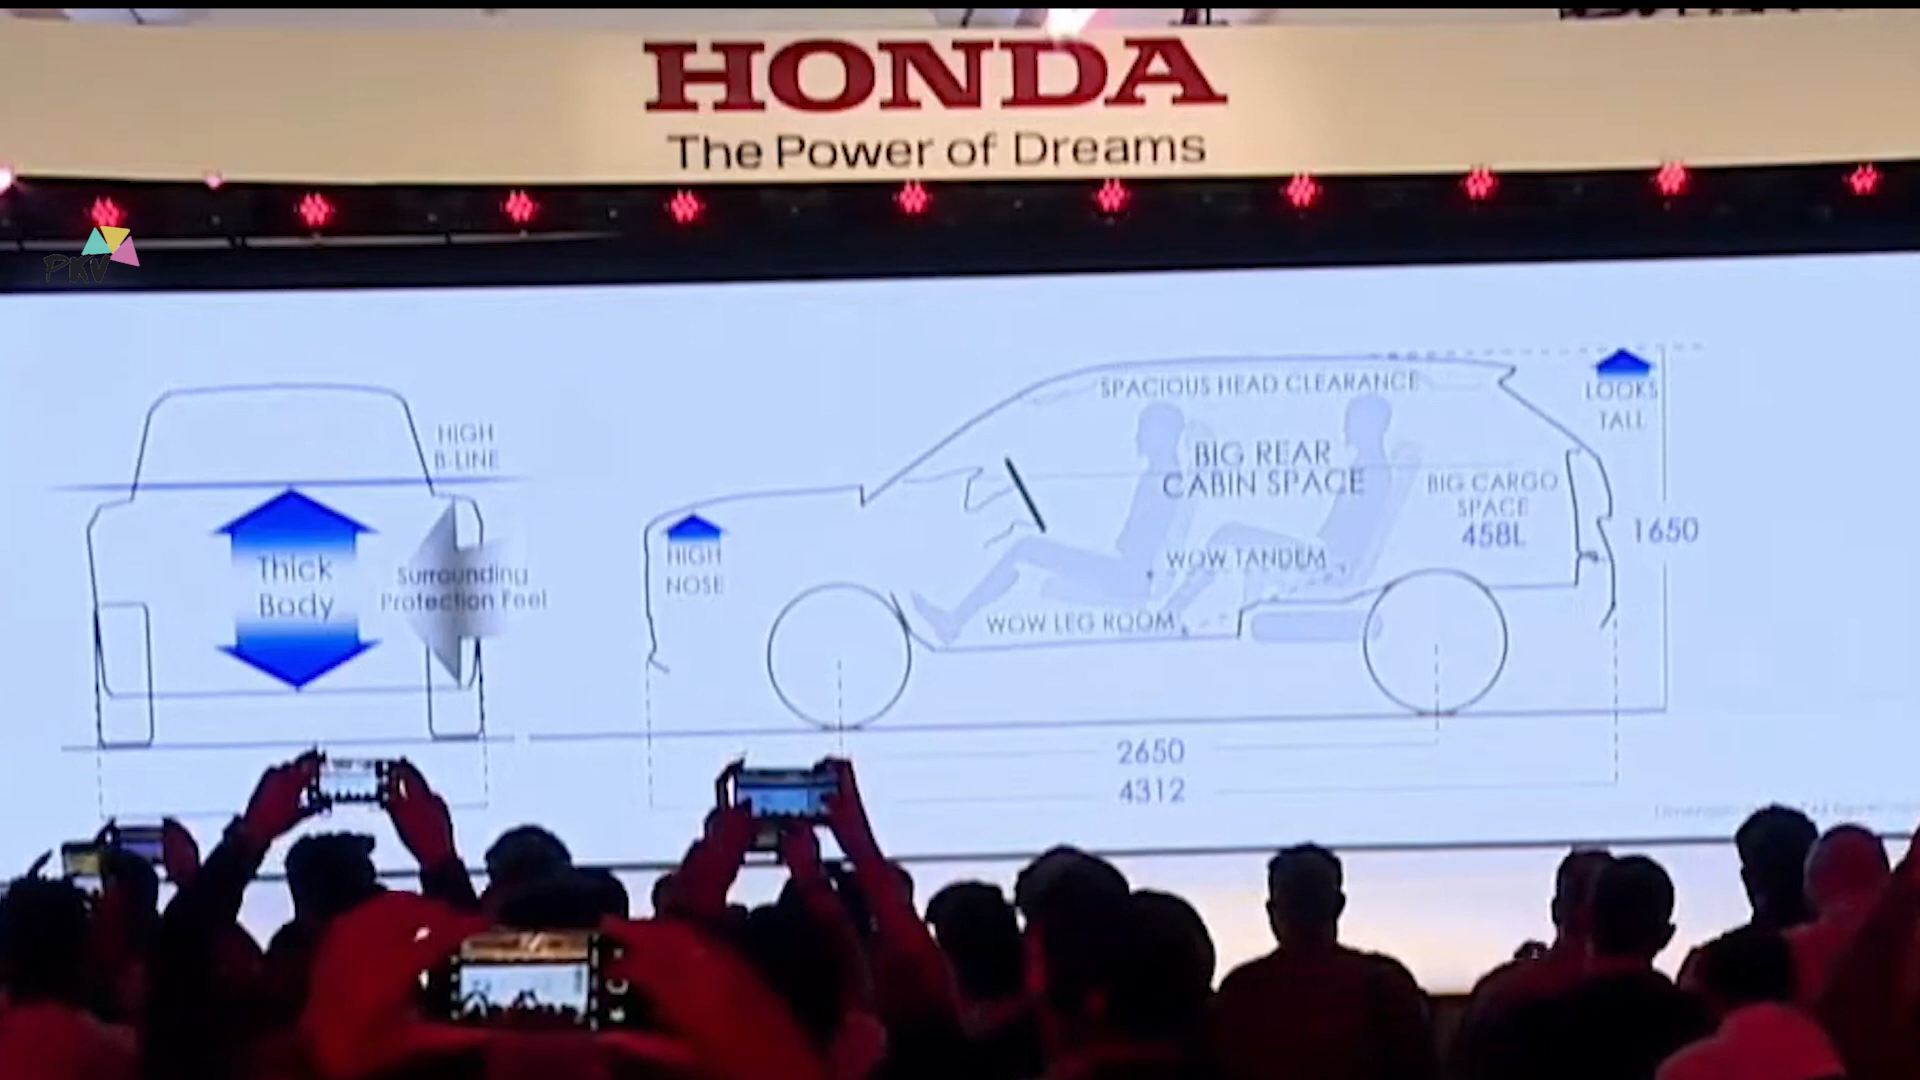 HONDA
The Power of Dreams
PKV
HIGH
B-LINE
Thick
Body
Surrounding
Protection Feel
SPACIOUS HEAD CLEARANCE
LOOKS
TALL
BIG REAR
CABIN SPACE
BIG CARGO
SPACE
458L
1650
HIGH
NOSE
WOW TANDEM
WOW LEG ROOM
2650
4312